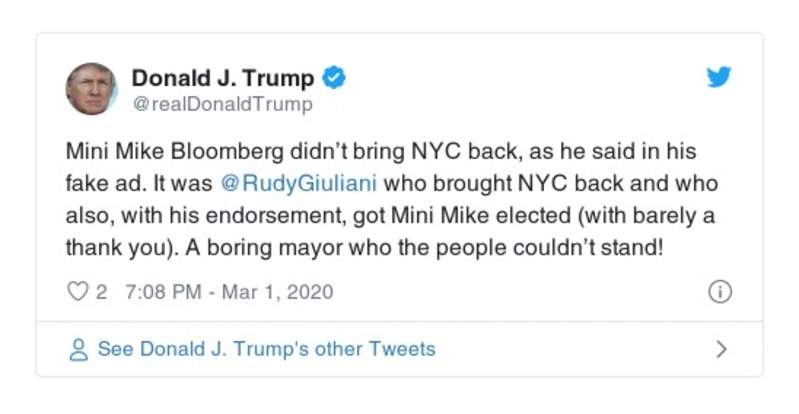 Donald J. Trump
@realDonaldTrump
Mini Mike Bloomberg didn’t bring NYC back, as he said in his
fake ad. It was @RudyGiuliani who brought NYC back and who
also, with his endorsement, got Mini Mike elected (with barely a
thank you). A boring mayor who the people couldn’t stand!
2 7:08 PM - Mar 1, 2020
See Donald J. Trump's other Tweets